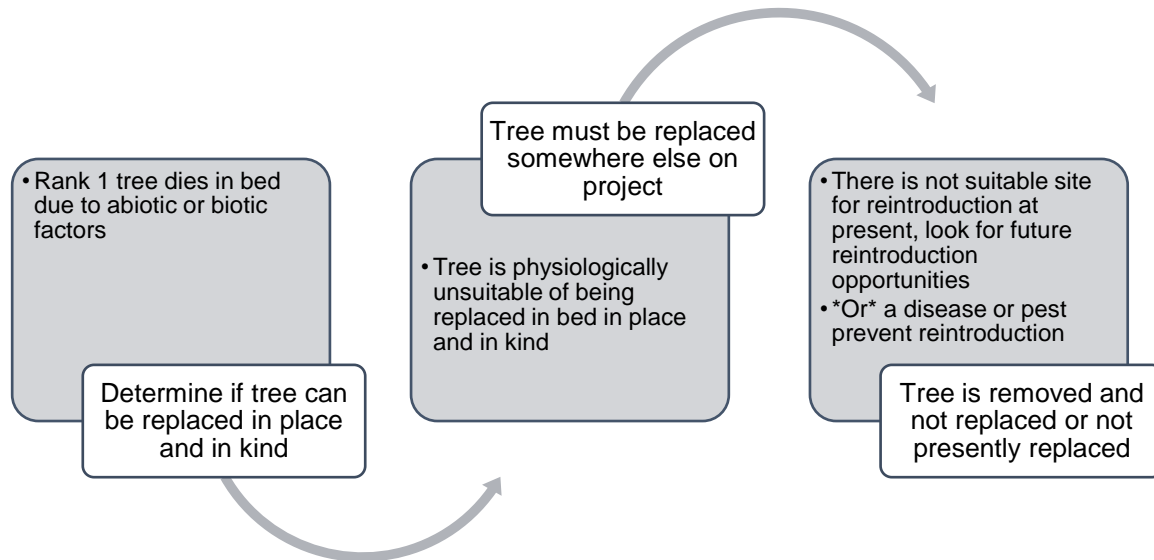 • Rank 1 tree dies in bed
due to abiotic or biotic
factors
Determine if tree can
be replaced in place
and in kind
Tree must be replaced
somewhere else on
project
• Tree is physiologically
unsuitable of being
replaced in bed in place
and in kind
• There is not suitable site
for reintroduction at
present, look for future
reintroduction
opportunities
• *Or* a disease or pest
prevent reintroduction
Tree is removed and
not replaced or not
presently replaced